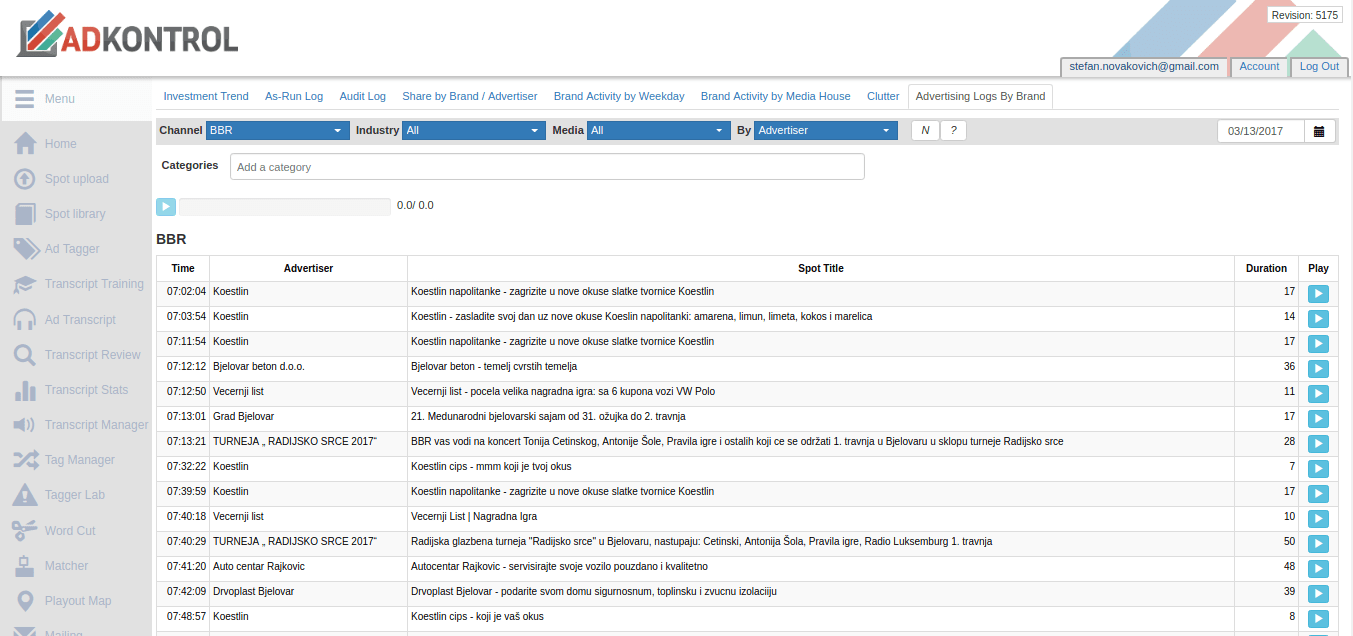 ADKONTROL
Revision: 5175
stefan.novakovich@gmail.com Account Log Out
Menu
Home
Spot upload
Spot library
Ad Tagger
Transcript Training
Ad Transcript
Transcript Review
Transcript Stats
Transcript Manager
Tag Manager
Tagger Lab
Word Cut
Matcher
Playout Map
Mailing
Investment Trend As-Run Log Audit Log Share by Brand / Advertiser Brand Activity by Weekday Brand Activity by Media House Clutter Advertising Logs By Brand
Channel BBR Industry All Media All By Advertiser N ? 03/13/2017
Categories Add a category
0.0/ 0.0
BBR
Time Advertiser Spot Title Duration Play
07:02:04 Koestlin Koestlin napolitanke - zagrizite u nove okuse slatke tvornice Koestlin 17
07:03:54 Koestlin Koestlin - zasladite svoj dan uz nove okuse Koeslin napolitanki: amarena, limun, limeta, kokos i marelica 14
07:11:54 Koestlin Koestlin napolitanke - zagrizite u nove okuse slatke tvornice Koestlin 17
07:12:12 Bjelovar beton d.o.o. Bjelovar beton - temelj cvrstih temelja 36
07:12:50 Vecernji list Vecernji list - pocela velika nagradna igra: sa 6 kupona vozi VW Polo 11
07:13:01 Grad Bjelovar 21. Medunarodni bjelovarski sajam od 31. ožujka do 2. travnja 17
07:13:21 TURNEJA „ RADIJSKO SRCE 2017“ BBR vas vodi na koncert Tonija Cetinskog, Antonije Šole, Pravila igre i ostalih koji ce se održati 1. travnja u Bjelovaru u sklopu turneje Radijsko srce 28
07:32:22 Koestlin Koestlin cips - mmm koji je tvoj okus 7
07:39:59 Koestlin Koestlin napolitanke - zagrizite u nove okuse slatke tvornice Koestlin 17
07:40:18 Vecernji list Vecernji List | Nagradna Igra 10
07:40:29 TURNEJA „ RADIJSKO SRCE 2017“ Radijska glazbena turneja "Radijsko srce" u Bjelovaru, nastupaju: Cetinski, Antonija Šola, Pravila igre, Radio Luksemburg 1. travnja 50
07:41:20 Auto centar Rajkovic Autocentar Rajkovic - servisirajte svoje vozilo pouzdano i kvalitetno 48
07:42:09 Drvoplast Bjelovar Drvoplast Bjelovar - podarite svom domu sigurnosnum, toplinsku i zvucnu izolaciiju 39
07:48:57 Koestlin Koestlin cips - koji je vaš okus 8